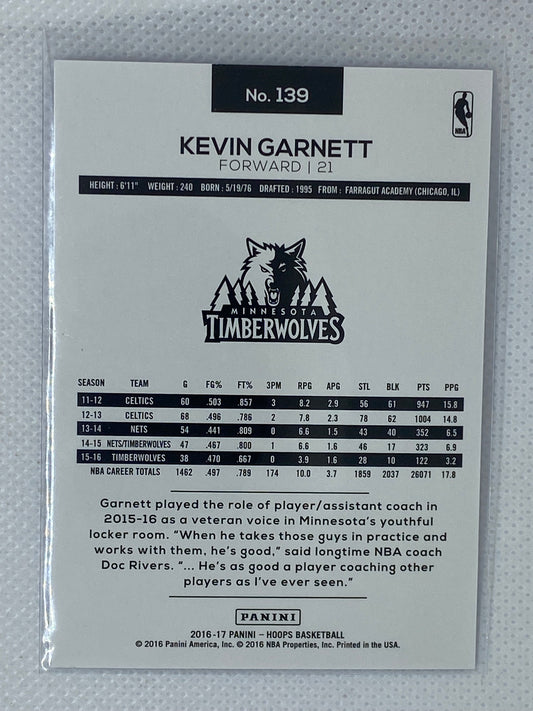 No. 139
NBA
KEVIN GARNETT
FORWARD | 21
HEIGHT : 6'11" WEIGHT : 240 BORN : 5/19/76 DRAFTED : 1995 FROM : FARRAGUT ACADEMY (CHICAGO, IL)
MINNESOTA
TIMBERWOLVES
SEASON TEAM G FG% FT% 3PM RPG APG STL BLK PTS PPG
11-12 CELTICS 60 .503 .857 3 8.2 2.9 56 61 947 15.8
12-13 CELTICS 68 .496 .786 2 7.8 2.3 78 62 1004 14.8
13-14 NETS 54 .441 .809 0 6.6 1.5 43 40 352 6.5
14-15 NETS/TIMBERWOLVES 47 .467 .800 1 6.6 1.6 46 17 323 6.9
15-16 TIMBERWOLVES 38 .470 .667 0 3.9 1.6 28 10 122 3.2
NBA CAREER TOTALS 1462 .497 .789 174 10.0 3.7 1859 2037 26071 17.8
Garnett played the role of player/assistant coach in
2015-16 as a veteran voice in Minnesota's youthful
locker room. "When he takes those guys in practice and
works with them, he's good," said longtime NBA coach
Doc Rivers. "... He's as good a player coaching other
players as I've ever seen."
PANINI
2016-17 PANINI – HOOPS BASKETBALL
© 2016 Panini America, Inc. © 2016 NBA Properties, Inc. Printed in the USA.